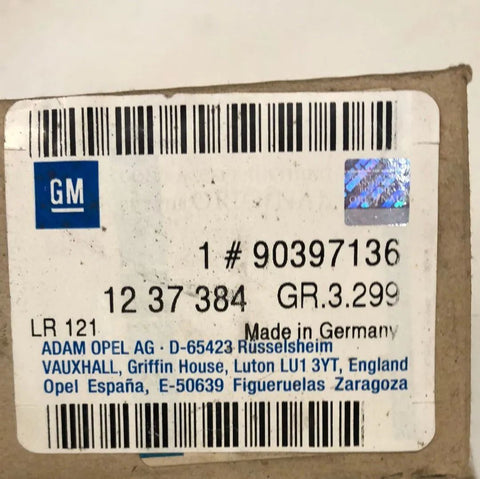 GM
1 # 90397136
12 37 384 GR.3.299
LR 121
Made in Germany
ADAM OPEL AG · D-65423 Rüsselsheim
VAUXHALL, Griffin House, Luton LU1 3YT, England
Opel España, E-50639 Figueruelas Zaragoza